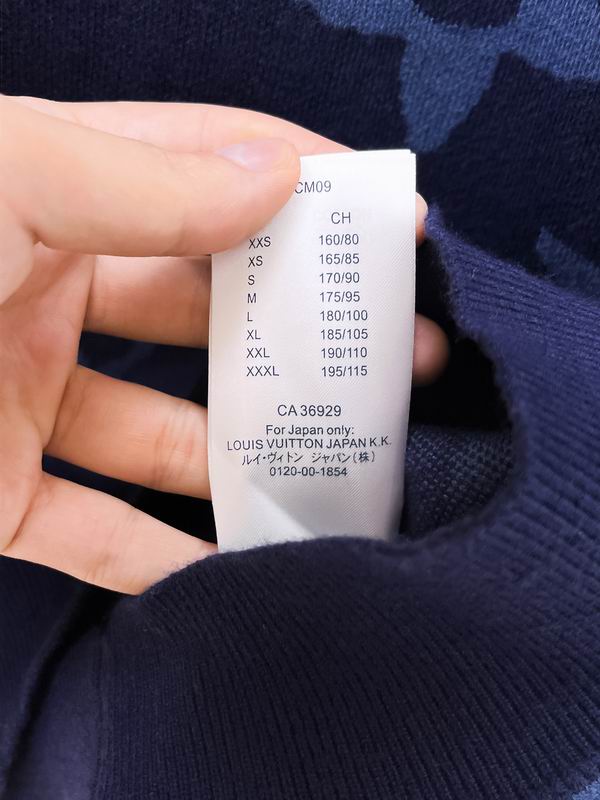 CM09
CH
XXS 160/80
XS 165/85
S 170/90
M 175/95
L 180/100
XL 185/105
XXL 190/110
XXXL 195/115
CA 36929
For Japan only:
LOUIS VUITTON JAPAN K.K.
ルイ・ヴィトン ジャパン(株)
0120-00-1854